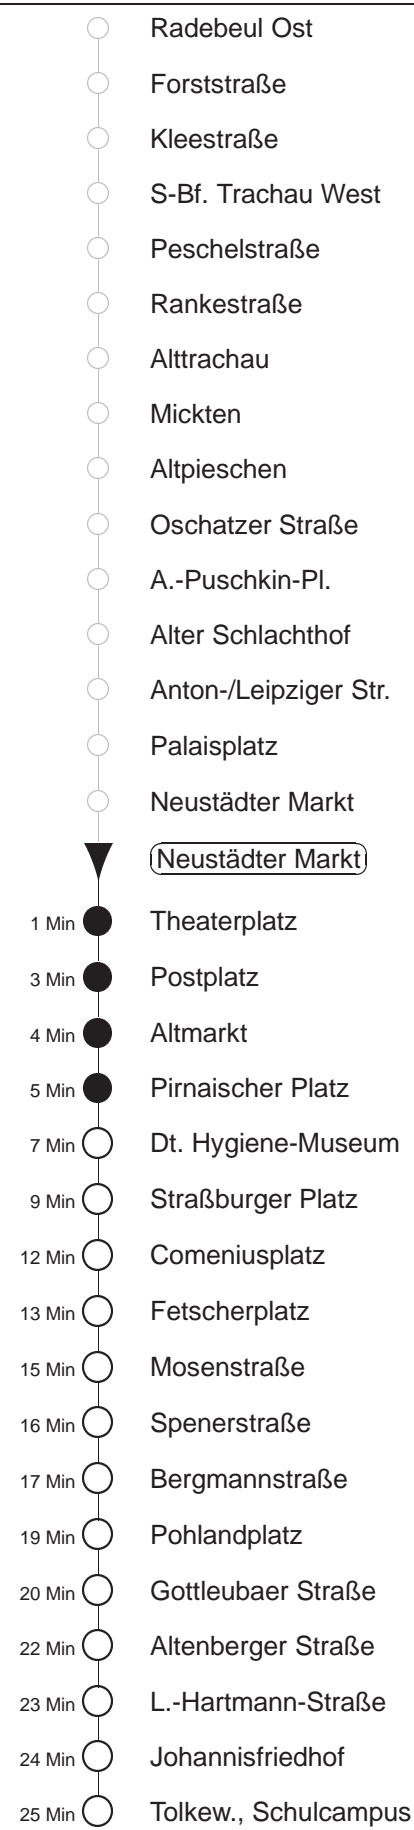 Radebeul Ost
Forststraße
Kleestraße
S-Bf. Trachau West
Peschelstraße
Rankestraße
Alttrachau
Mickten
Altpieschen
Oschatzer Straße
A.-Puschkin-Pl.
Alter Schlachthof
Anton-/Leipziger Str.
Palaisplatz
Neustädter Markt
Neustädter Markt
1 Min Theaterplatz
3 Min Postplatz
4 Min Altmarkt
5 Min Pirnaischer Platz
7 Min Dt. Hygiene-Museum
9 Min Straßburger Platz
12 Min Comeniusplatz
13 Min Fetscherplatz
15 Min Mosenstraße
16 Min Spenerstraße
17 Min Bergmannstraße
19 Min Pohlandplatz
20 Min Gottleubaer Straße
22 Min Altenberger Straße
23 Min L.-Hartmann-Straße
24 Min Johannisfriedhof
25 Min Tolkew., Schulcampus